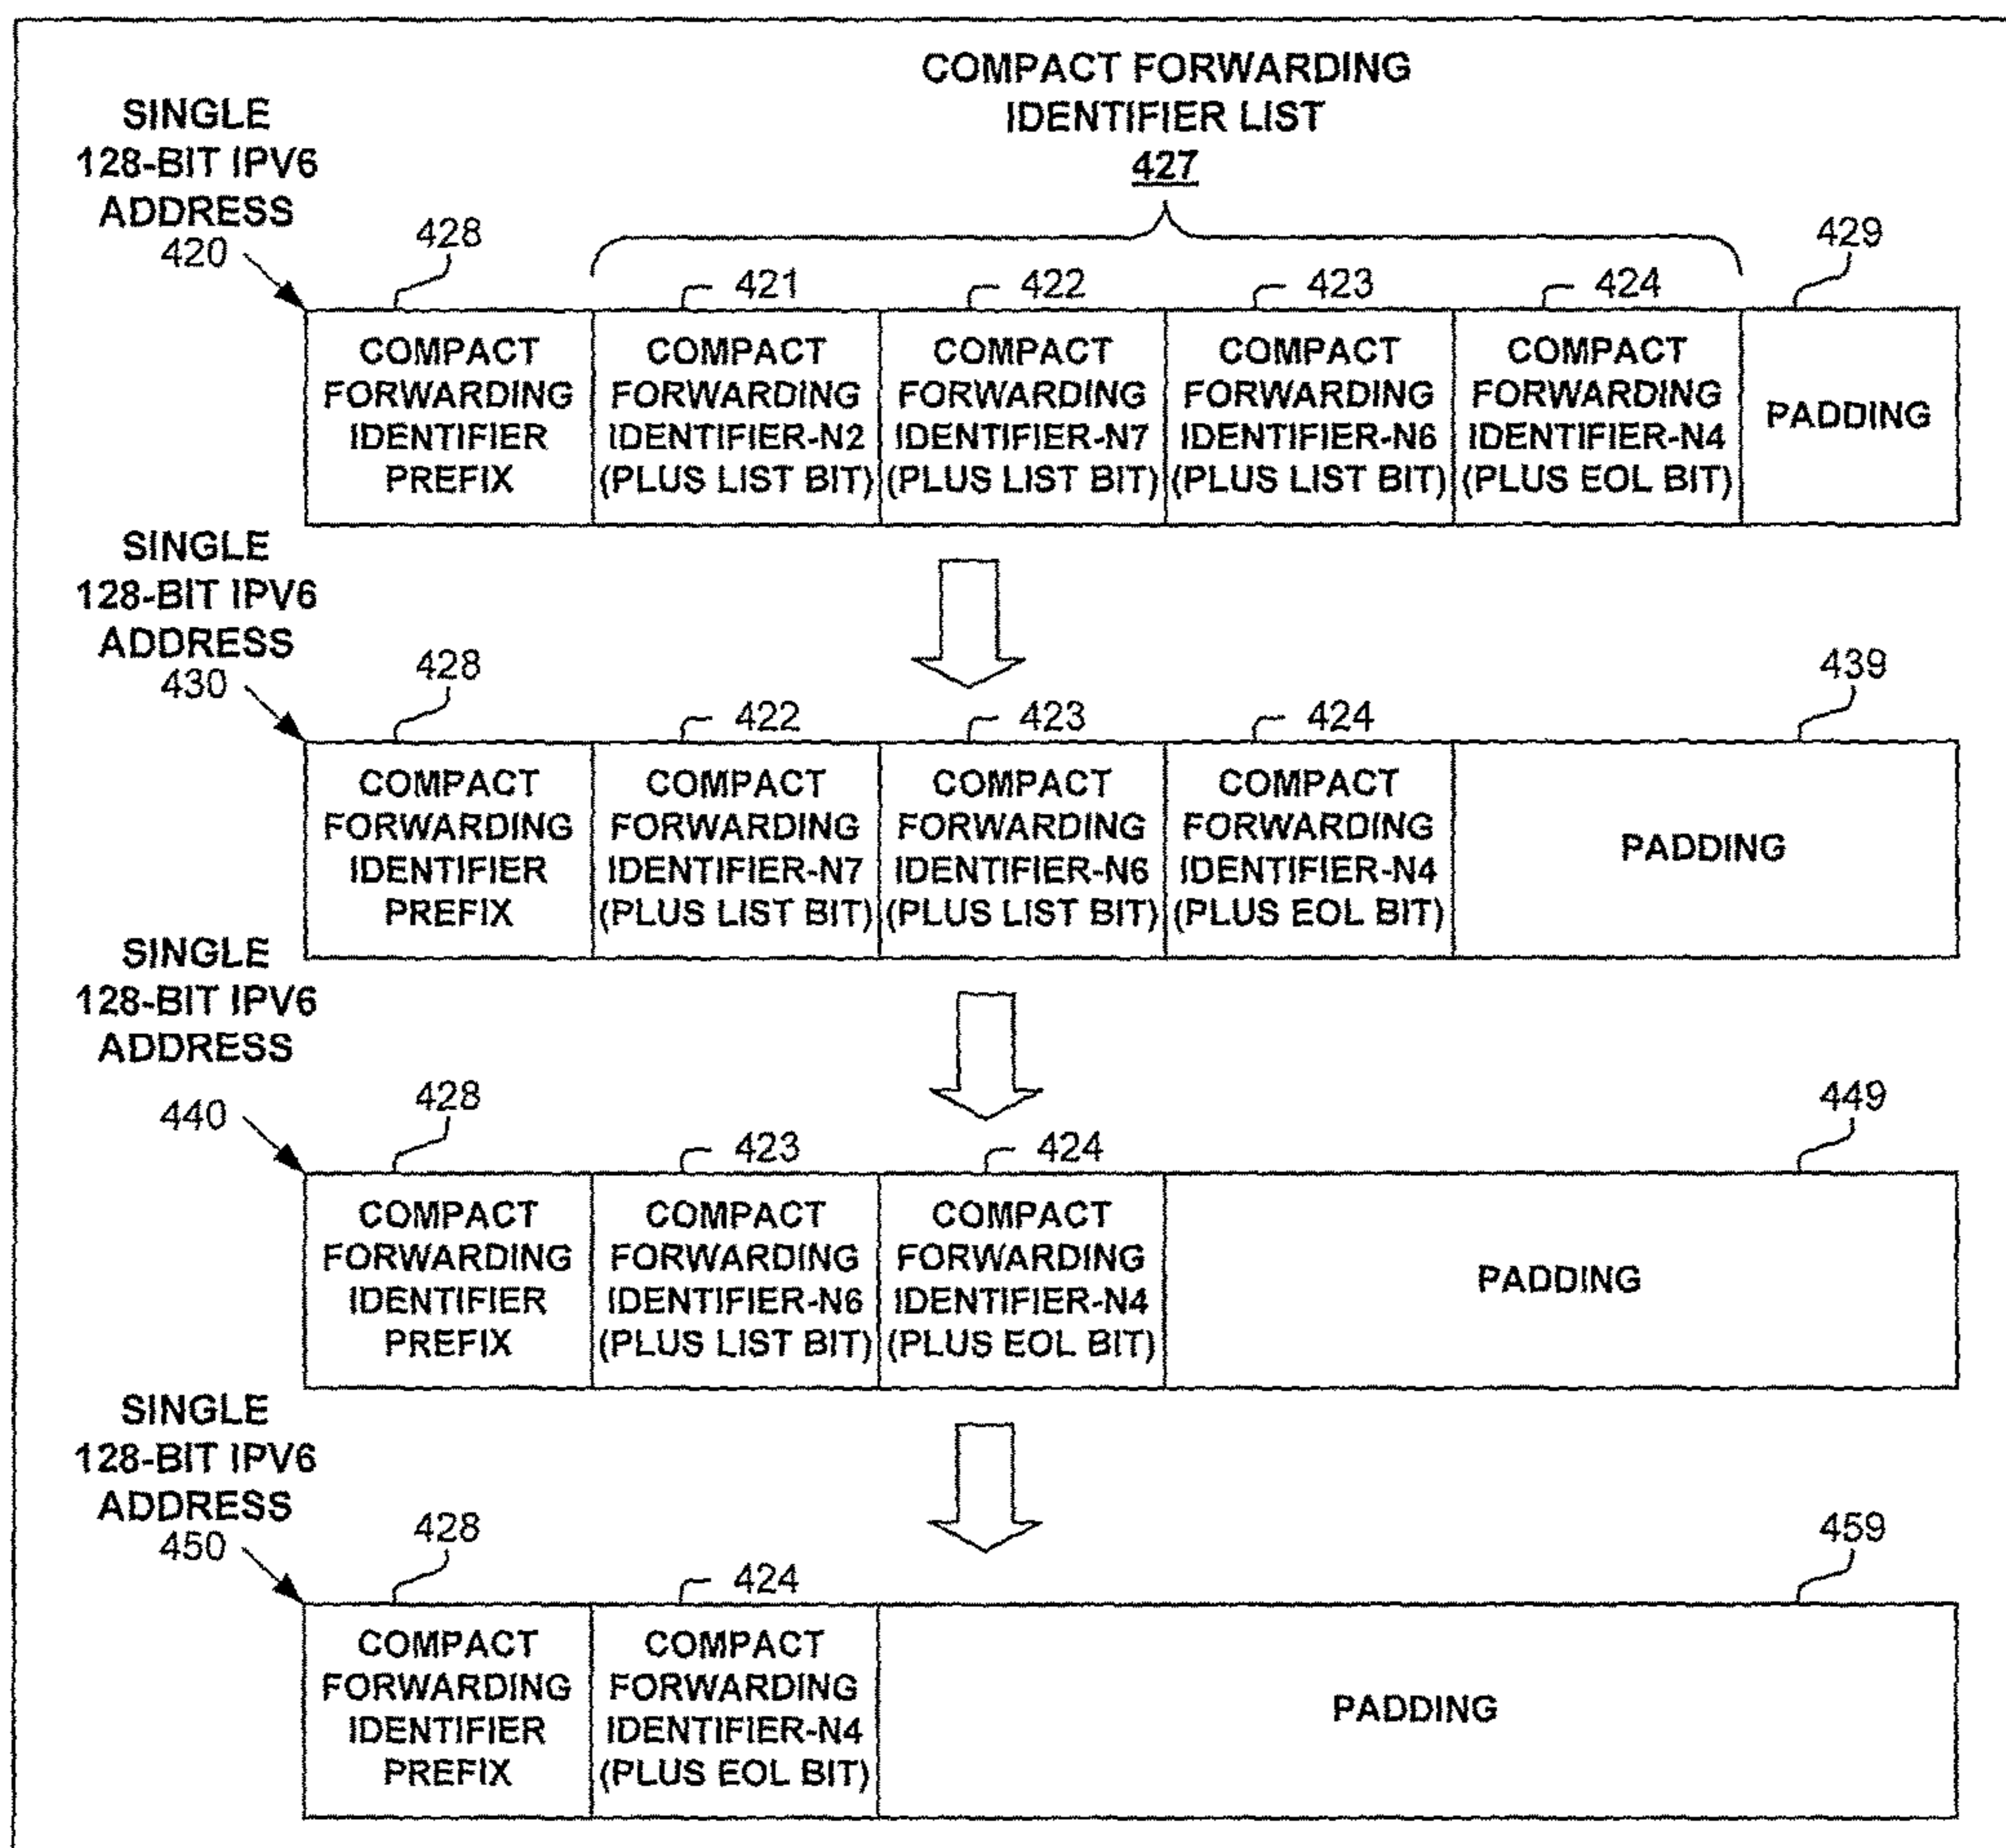 COMPACT FORWARDING
IDENTIFIER LIST
427
SINGLE
128-BIT IPV6
ADDRESS
420
428
421
422
423
424
429
COMPACT
FORWARDING
IDENTIFIER
PREFIX
COMPACT
FORWARDING
IDENTIFIER-N2
(PLUS LIST BIT)
COMPACT
FORWARDING
IDENTIFIER-N7
(PLUS LIST BIT)
COMPACT
FORWARDING
IDENTIFIER-N6
(PLUS LIST BIT)
COMPACT
FORWARDING
IDENTIFIER-N4
(PLUS EOL BIT)
PADDING
SINGLE
128-BIT IPV6
ADDRESS
430
428
422
423
424
439
COMPACT
FORWARDING
IDENTIFIER
PREFIX
COMPACT
FORWARDING
IDENTIFIER-N7
(PLUS LIST BIT)
COMPACT
FORWARDING
IDENTIFIER-N6
(PLUS LIST BIT)
COMPACT
FORWARDING
IDENTIFIER-N4
(PLUS EOL BIT)
PADDING
SINGLE
128-BIT IPV6
ADDRESS
440
428
423
424
449
COMPACT
FORWARDING
IDENTIFIER
PREFIX
COMPACT
FORWARDING
IDENTIFIER-N6
(PLUS LIST BIT)
COMPACT
FORWARDING
IDENTIFIER-N4
(PLUS EOL BIT)
PADDING
SINGLE
128-BIT IPV6
ADDRESS
450
428
424
459
COMPACT
FORWARDING
IDENTIFIER
PREFIX
COMPACT
FORWARDING
IDENTIFIER-N4
(PLUS EOL BIT)
PADDING